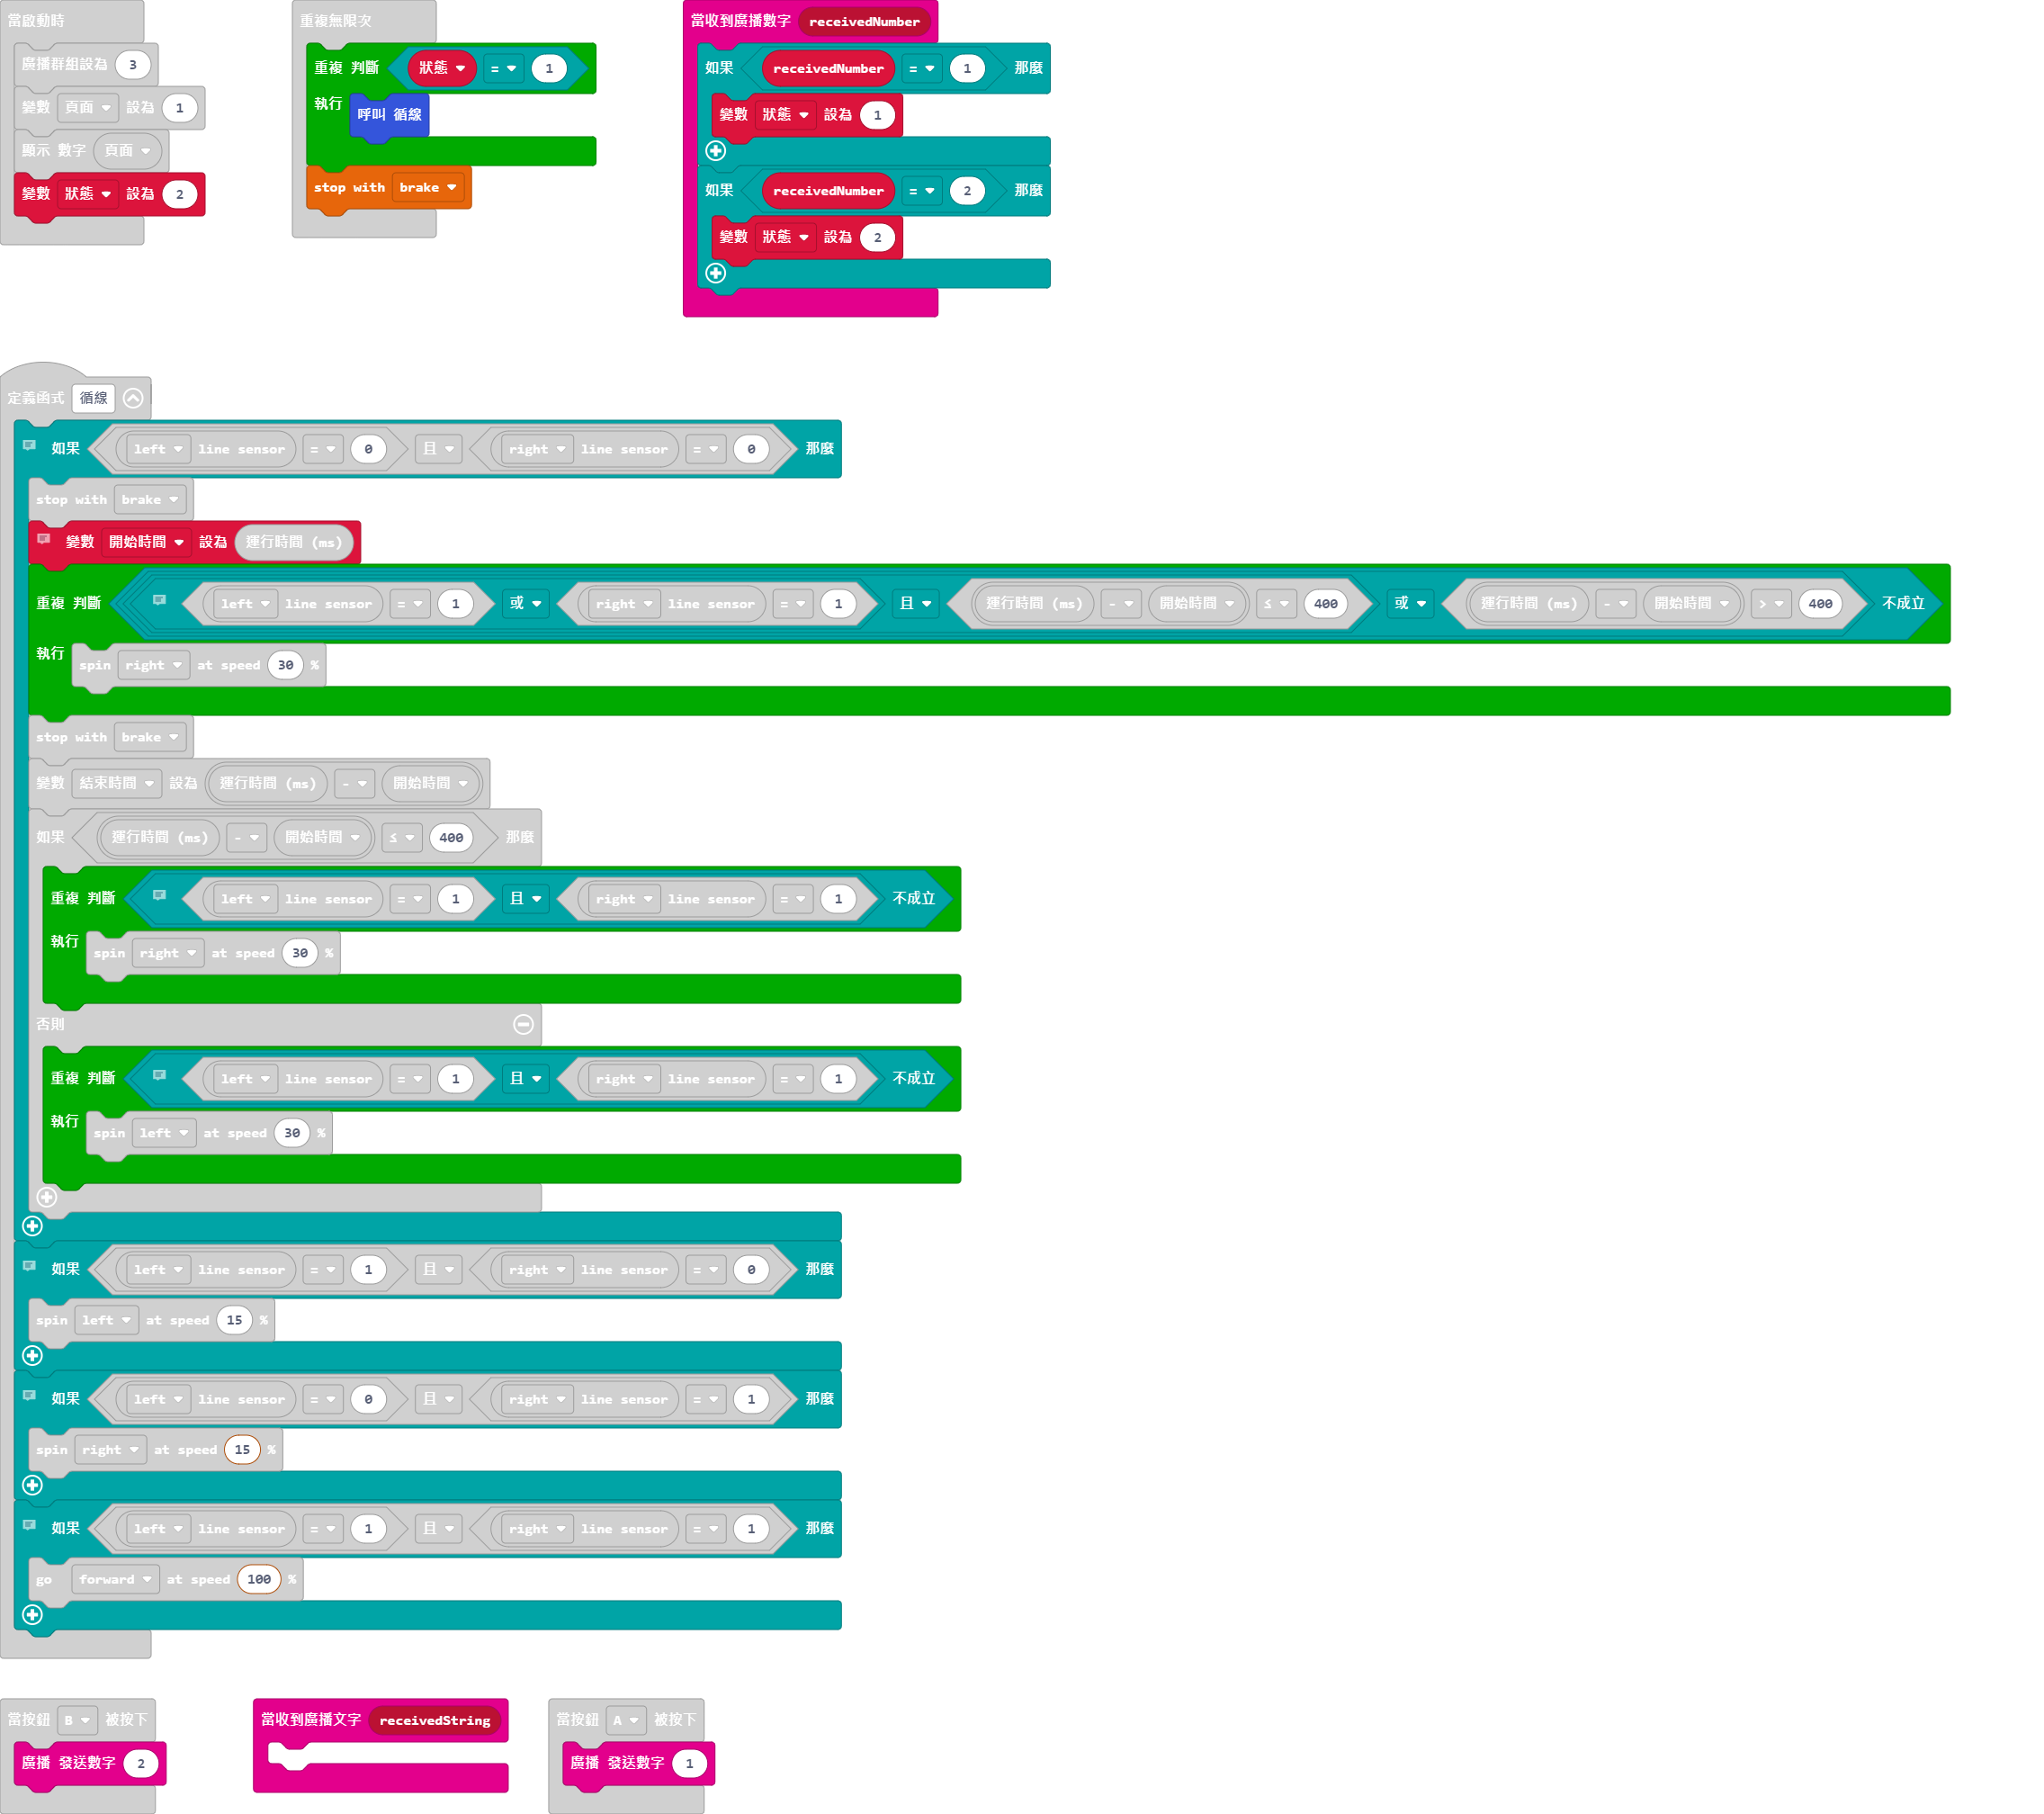 當啟動時
廣播群組設為 3
變數 頁面 設為 1
顯示 數字 頁面
變數 狀態 設為 2
重複無限次
重複 判斷 狀態 = 1
執行 呼叫 循線
stop with brake
當收到廣播數字 receivedNumber
如果 receivedNumber = 1 那麼
變數 狀態 設為 1
如果 receivedNumber = 2 那麼
變數 狀態 設為 2
定義函式 循線
如果 left line sensor = 0 且 right line sensor = 0 那麼
stop with brake
變數 開始時間 設為 運行時間 (ms)
重複 判斷 left line sensor = 1 或 right line sensor = 1 且 運行時間 (ms) - 開始時間 ≤ 400 或 運行時間 (ms) - 開始時間 > 400 不成立
執行 spin right at speed 30 %
stop with brake
變數 結束時間 設為 運行時間 (ms) - 開始時間
如果 運行時間 (ms) - 開始時間 ≤ 400 那麼
重複 判斷 left line sensor = 1 且 right line sensor = 1 不成立
執行 spin right at speed 30 %
否則
重複 判斷 left line sensor = 1 且 right line sensor = 1 不成立
執行 spin left at speed 30 %
如果 left line sensor = 1 且 right line sensor = 0 那麼
spin left at speed 15 %
如果 left line sensor = 0 且 right line sensor = 1 那麼
spin right at speed 15 %
如果 left line sensor = 1 且 right line sensor = 1 那麼
go forward at speed 100 %
當按鈕 B 被按下
廣播 發送數字 2
當收到廣播文字 receivedString
當按鈕 A 被按下
廣播 發送數字 1